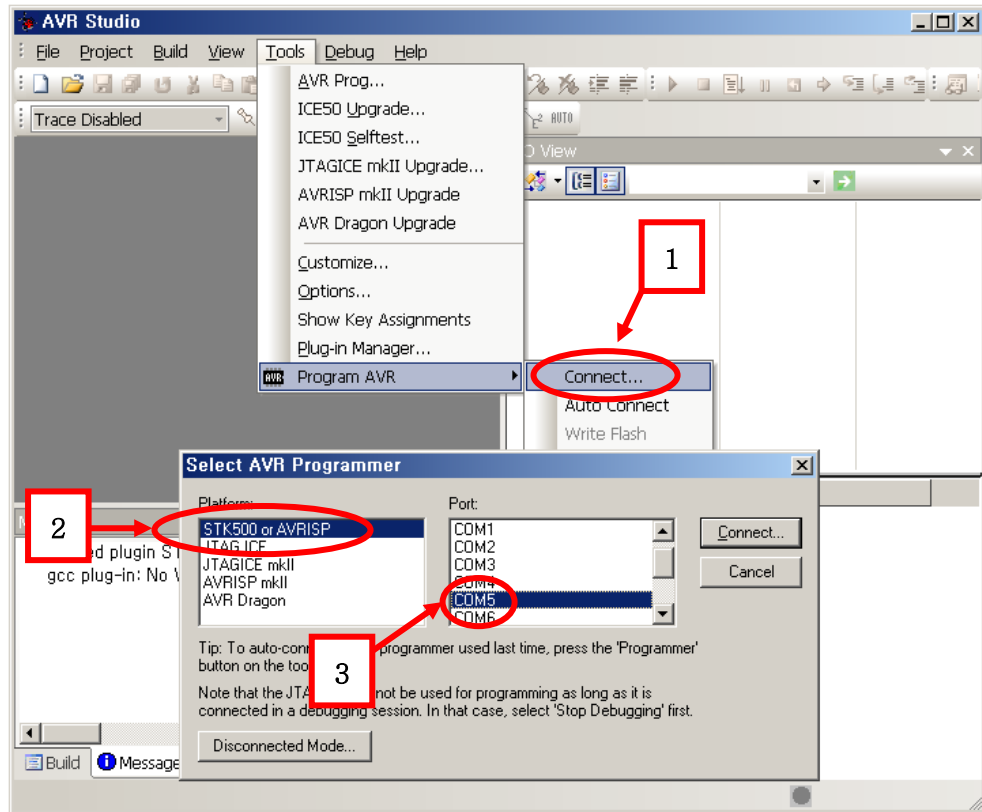 AVR Studio
File Project Build View Tools Debug Help
Trace Disabled
AUTO
AVR Prog...
ICE50 Upgrade...
ICE50 Selftest...
JTAGICE mkII Upgrade...
AVRISP mkII Upgrade
AVR Dragon Upgrade
Customize...
Options...
Show Key Assignments
Plug-in Manager...
AVR Program AVR
View
1
Connect...
Auto Connect
Write Flash
Select AVR Programmer
Platform:
STK500 or AVRISP
JTAG ICE
JTAGICE mkII
AVRISP mkII
AVR Dragon
Port:
COM1
COM2
COM3
COM4
COM5
COM6
Connect...
Cancel
2
3
plugin
gcc plug-in: No
Tip: To programmer used last time, press the 'Programmer'
button on the
Note that the not be used for programming as long as it is
connected in a debugging session. In that case, select 'Stop Debugging' first.
Disconnected Mode...
Build Message